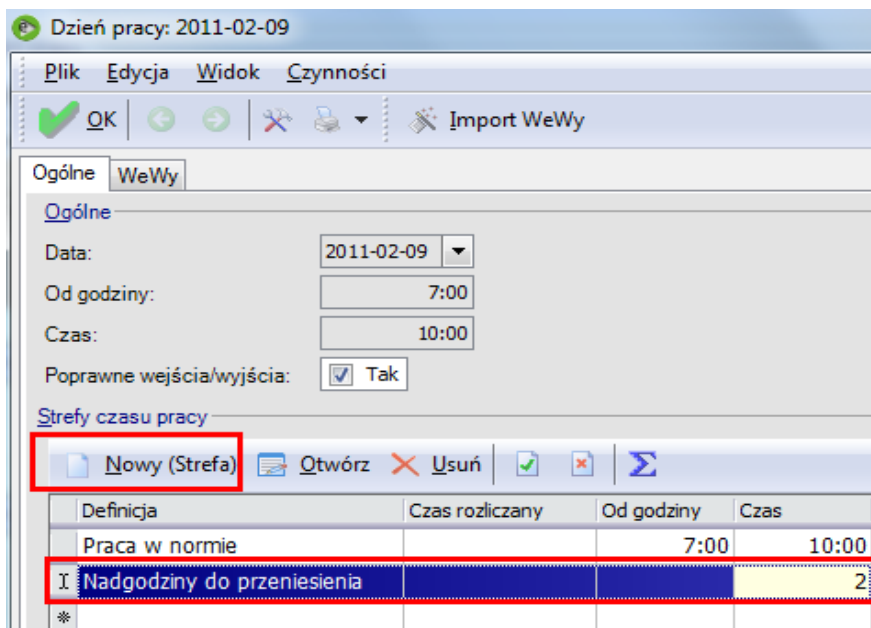 Dzień pracy: 2011-02-09
Plik Edycja Widok Czynności
OK Import WeWy
Ogólne WeWy
Ogólne
Data: 2011-02-09
Od godziny: 7:00
Czas: 10:00
Poprawne wejścia/wyjścia: Tak
Strefy czasu pracy
Nowy (Strefa) Otwórz Usuń Σ
Definicja Czas rozliczany Od godziny Czas
Praca w normie 7:00 10:00
Nadgodziny do przeniesienia 2